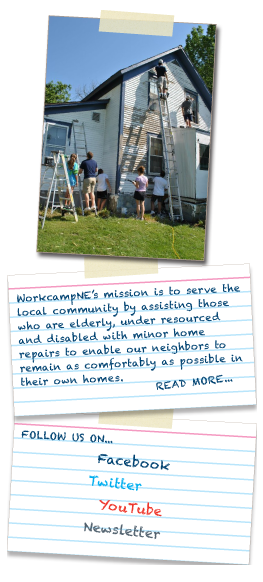 WorkcampNE's mission is to serve the
local community by assisting those
who are elderly, under resourced
and disabled with minor home
repairs to enable our neighbors to
remain as comfortably as possible in
their own homes.
READ MORE...
FOLLOW US ON...
Facebook
Twitter
YouTube
Newsletter